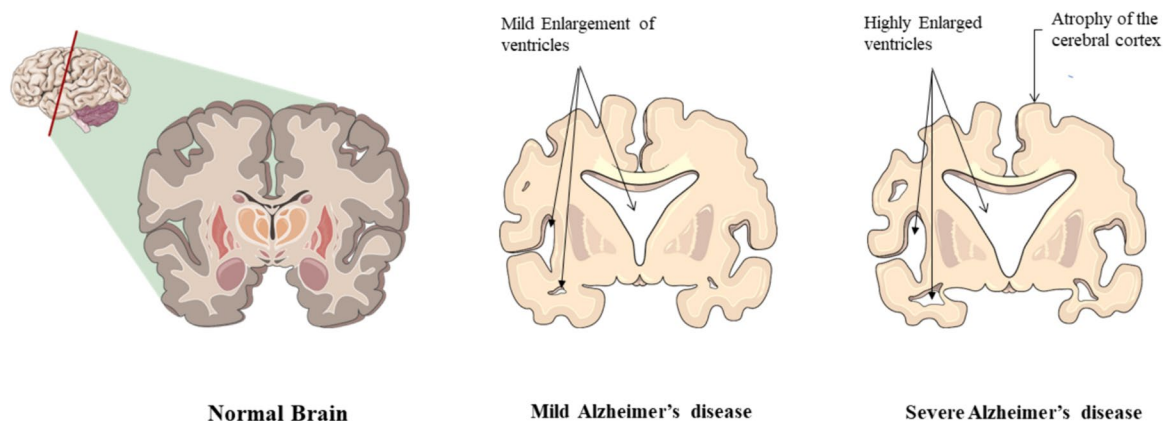 Mild Enlargement of
ventricles
Highly Enlarged
ventricles
Atrophy of the
cerebral cortex
Normal Brain
Mild Alzheimer's disease
Severe Alzheimer's disease